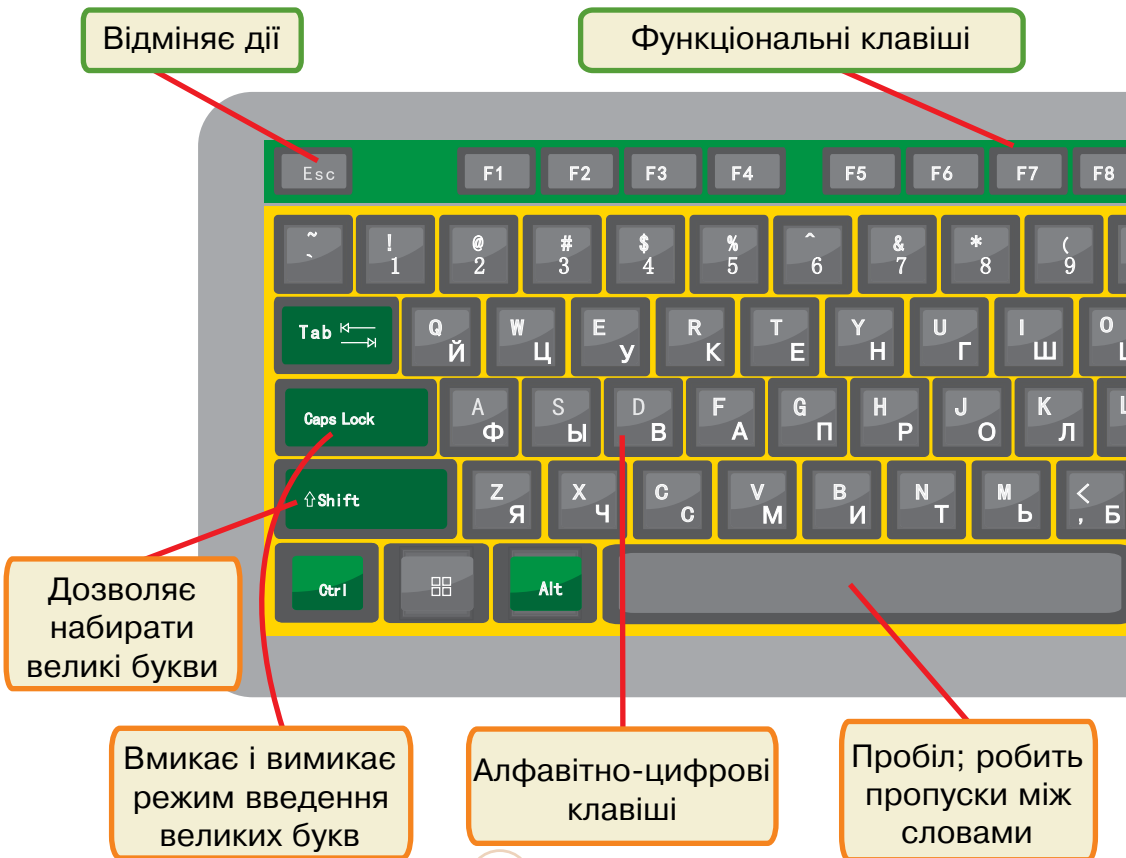 Відміняє дії
Функціональні клавіші
Esc F1 F2 F3 F4 F5 F6 F7 F8
~ ! @ # $ % ^ & * (
` 1 2 3 4 5 6 7 8 9
Tab Q W E R T Y U I O
Й Ц У К Е Н Г Ш
Caps Lock A S D F G H J K L
Ф Ы В А П Р О Л
⇧Shift Z X C V B N M <
Я Ч С М И Т Ь , Б
Ctrl Alt
Дозволяє
набирати
великі букви
Вмикає і вимикає
режим введення
великих букв
Алфавітно-цифрові
клавіші
Пробіл; робить
пропуски між
словами